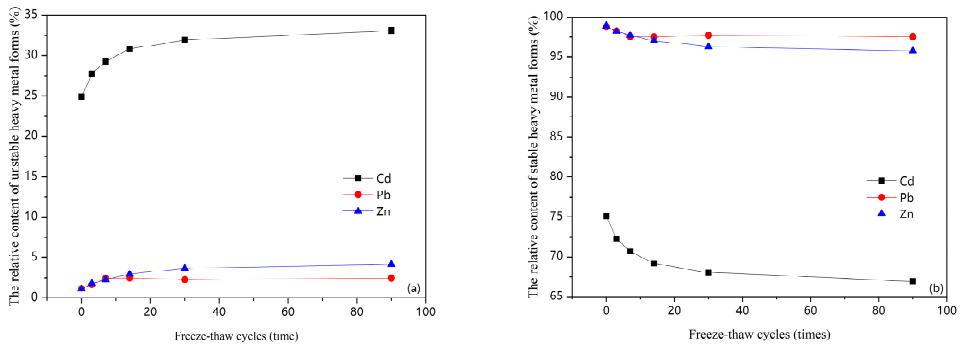 The relative content of unstable heavy metal forms (%)
35
30
25
20
15
10
5
0
0 20 40 60 80 100
Freeze-thaw cycles (time)
Cd
Pb
Zn
(a)
The relative content of stable heavy metal forms (%)
100
95
90
85
80
75
70
65
0 20 40 60 80 100
Freeze-thaw cycles (times)
Cd
Pb
Zn
(b)